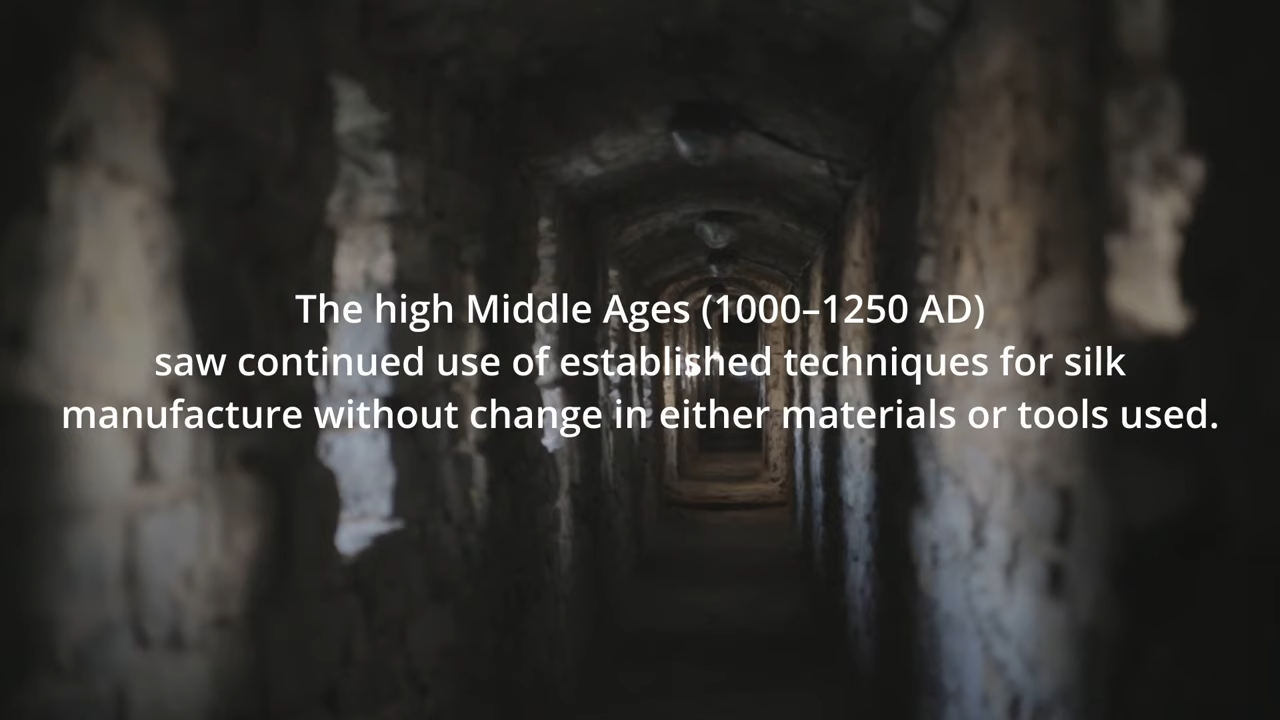 The high Middle Ages (1000–1250 AD)
saw continued use of established techniques for silk
manufacture without change in either materials or tools used.